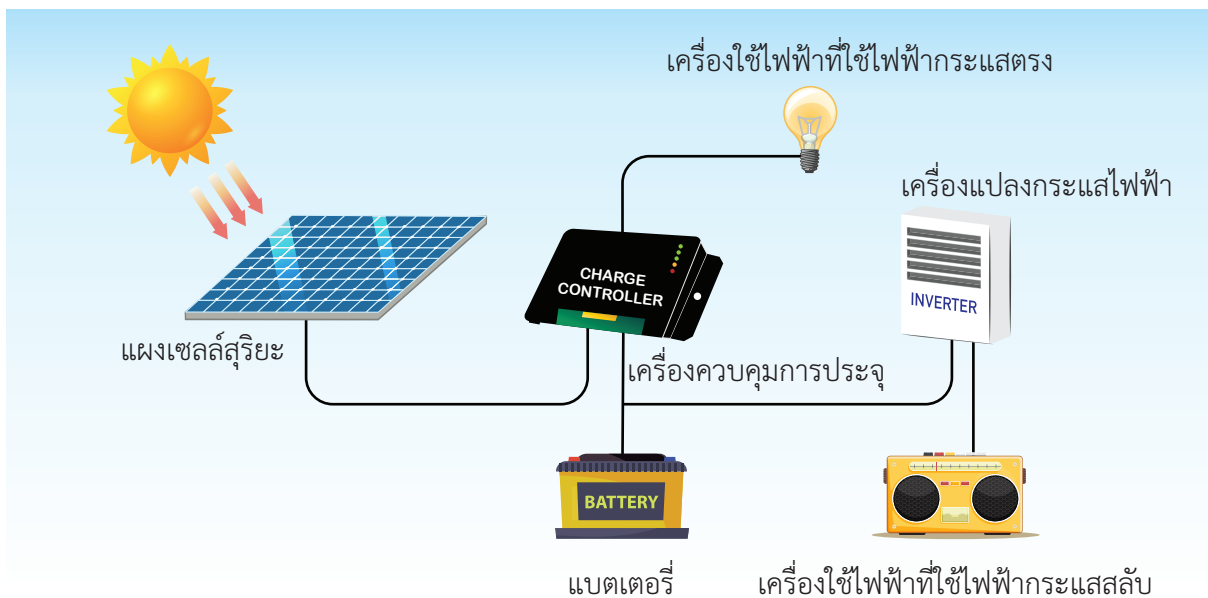 เครื่องใช้ไฟฟ้าที่ใช้ไฟฟ้ากระแสตรง
เครื่องแปลงกระแสไฟฟ้า
CHARGE
CONTROLLER
INVERTER
แผงเซลล์สุริยะ
เครื่องควบคุมการประจุ
BATTERY
แบตเตอรี่
เครื่องใช้ไฟฟ้าที่ใช้ไฟฟ้ากระแสสลับ